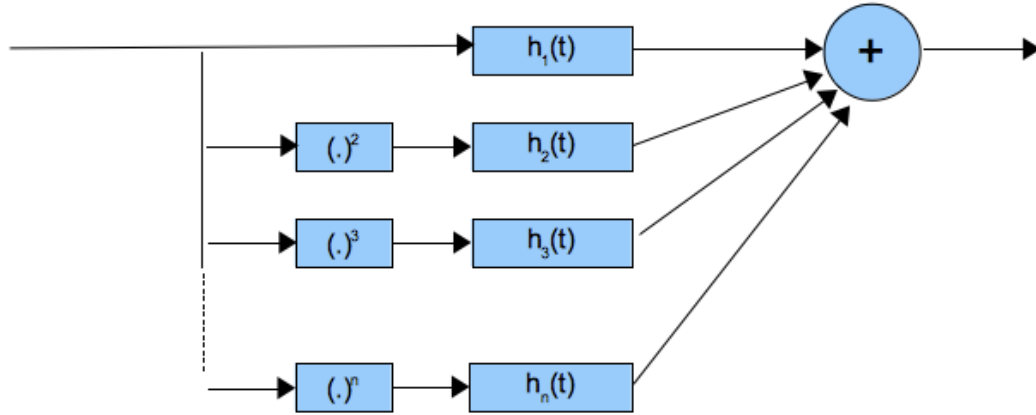 h₁(t)
+
(.)² h₂(t)
(.)³ h₃(t)
(.)ⁿ hₙ(t)